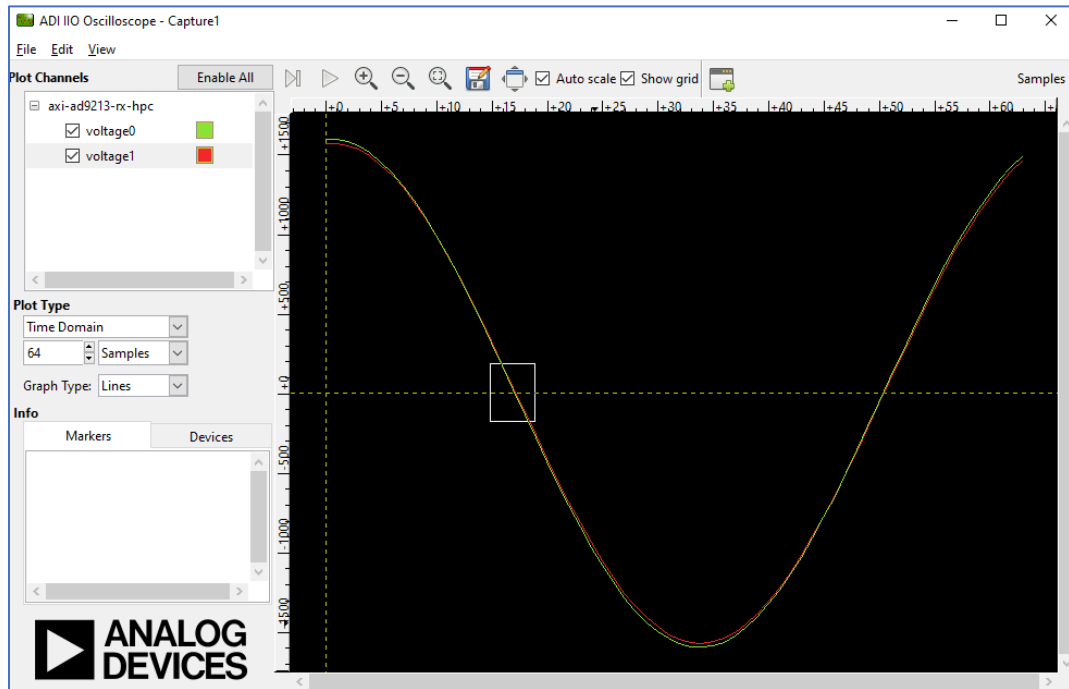 ADI IIO Oscilloscope - Capture1
File Edit View
Plot Channels Enable All Auto scale Show grid Samples
axi-ad9213-rx-hpc
voltage0
voltage1
+0 +5 +10 +15 +20 +25 +30 +35 +40 +45 +50 +55 +60
+1500
+1000
+500
+0
-500
-1000
-1500
Plot Type
Time Domain
64 Samples
Graph Type: Lines
Info
Markers Devices
ANALOG
DEVICES